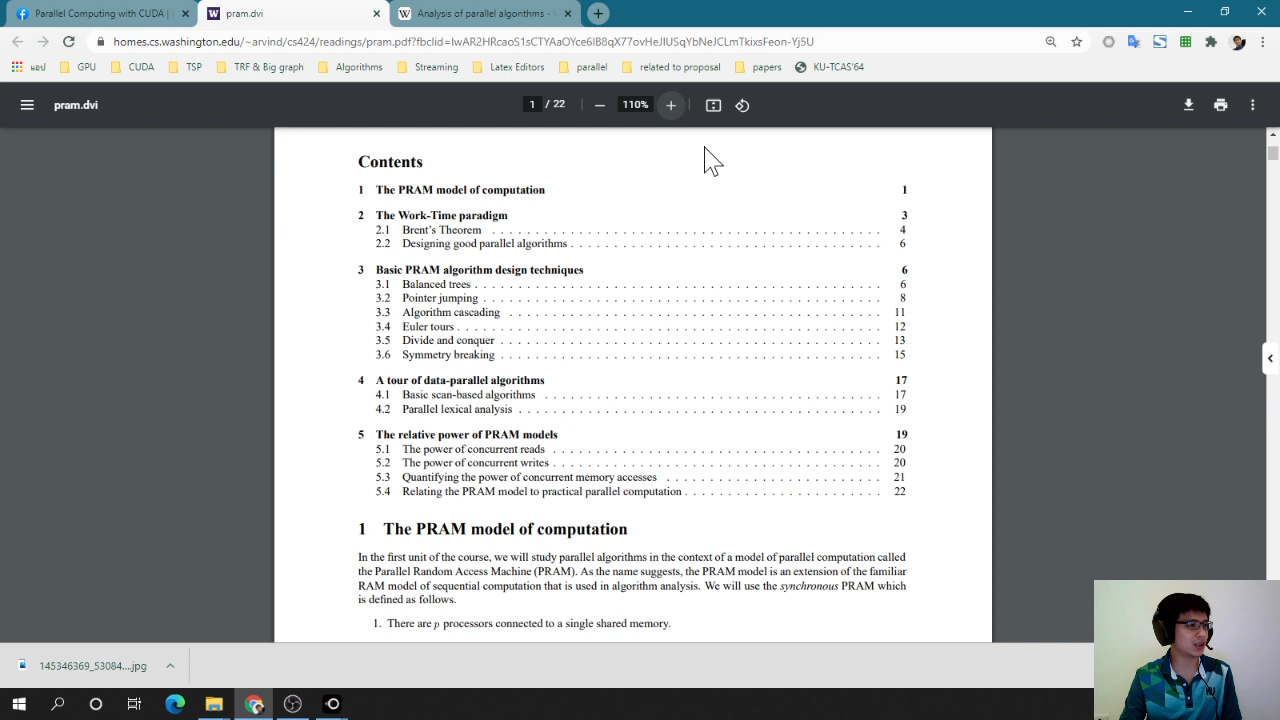 Parallel Computing with CUDA |
pram.dvi
Analysis of parallel algorithms -
homes.cs.washington.edu/~arvind/cs424/readings/pram.pdf?fbclid=IwAR2HRcaoS1sCTYAaOYce6IB8qX77ovHeJIUSqYbNeJCLmTkixsFeon-Yj5U
แอป GPU CUDA TSP TRF & Big graph Algorithms Streaming Latex Editors parallel related to proposal papers KU-TCAS'64
pram.dvi 1 / 22 110%
Contents
1 The PRAM model of computation 1
2 The Work-Time paradigm 3
2.1 Brent's Theorem . . . . . . . . . . . . . . . . . . . . . . . . . . . . . 4
2.2 Designing good parallel algorithms . . . . . . . . . . . . . . . . . . . . . . . 6
3 Basic PRAM algorithm design techniques 6
3.1 Balanced trees . . . . . . . . . . . . . . . . . . . . . . . . . . . . . . 6
3.2 Pointer jumping . . . . . . . . . . . . . . . . . . . . . . . . . . . . . 8
3.3 Algorithm cascading . . . . . . . . . . . . . . . . . . . . . . . . . . . 11
3.4 Euler tours . . . . . . . . . . . . . . . . . . . . . . . . . . . . . . . 12
3.5 Divide and conquer . . . . . . . . . . . . . . . . . . . . . . . . . . . . 13
3.6 Symmetry breaking . . . . . . . . . . . . . . . . . . . . . . . . . . . . 15
4 A tour of data-parallel algorithms 17
4.1 Basic scan-based algorithms . . . . . . . . . . . . . . . . . . . . . . . . 17
4.2 Parallel lexical analysis . . . . . . . . . . . . . . . . . . . . . . . . . . 19
5 The relative power of PRAM models 19
5.1 The power of concurrent reads . . . . . . . . . . . . . . . . . . . . . . . 20
5.2 The power of concurrent writes . . . . . . . . . . . . . . . . . . . . . . . 20
5.3 Quantifying the power of concurrent memory accesses . . . . . . . . . . . . . . . 21
5.4 Relating the PRAM model to practical parallel computation . . . . . . . . . . . . . 22
1 The PRAM model of computation
In the first unit of the course, we will study parallel algorithms in the context of a model of parallel computation called
the Parallel Random Access Machine (PRAM). As the name suggests, the PRAM model is an extension of the familiar
RAM model of sequential computation that is used in algorithm analysis. We will use the synchronous PRAM which
is defined as follows.
1. There are p processors connected to a single shared memory.
145346369_53084....jpg
KU